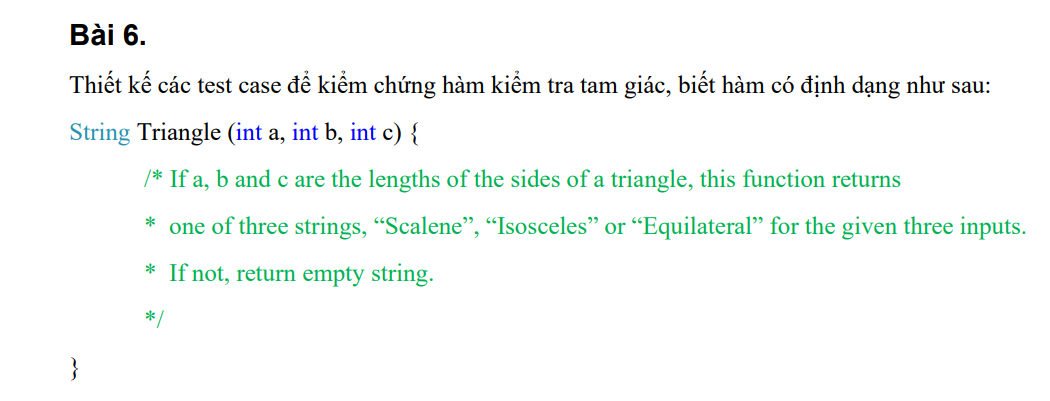 Bài 6.
Thiết kế các test case để kiểm chứng hàm kiểm tra tam giác, biết hàm có định dạng như sau:
String Triangle (int a, int b, int c) {
/* If a, b and c are the lengths of the sides of a triangle, this function returns
* one of three strings, “Scalene”, “Isosceles” or “Equilateral” for the given three inputs.
* If not, return empty string.
*/
}